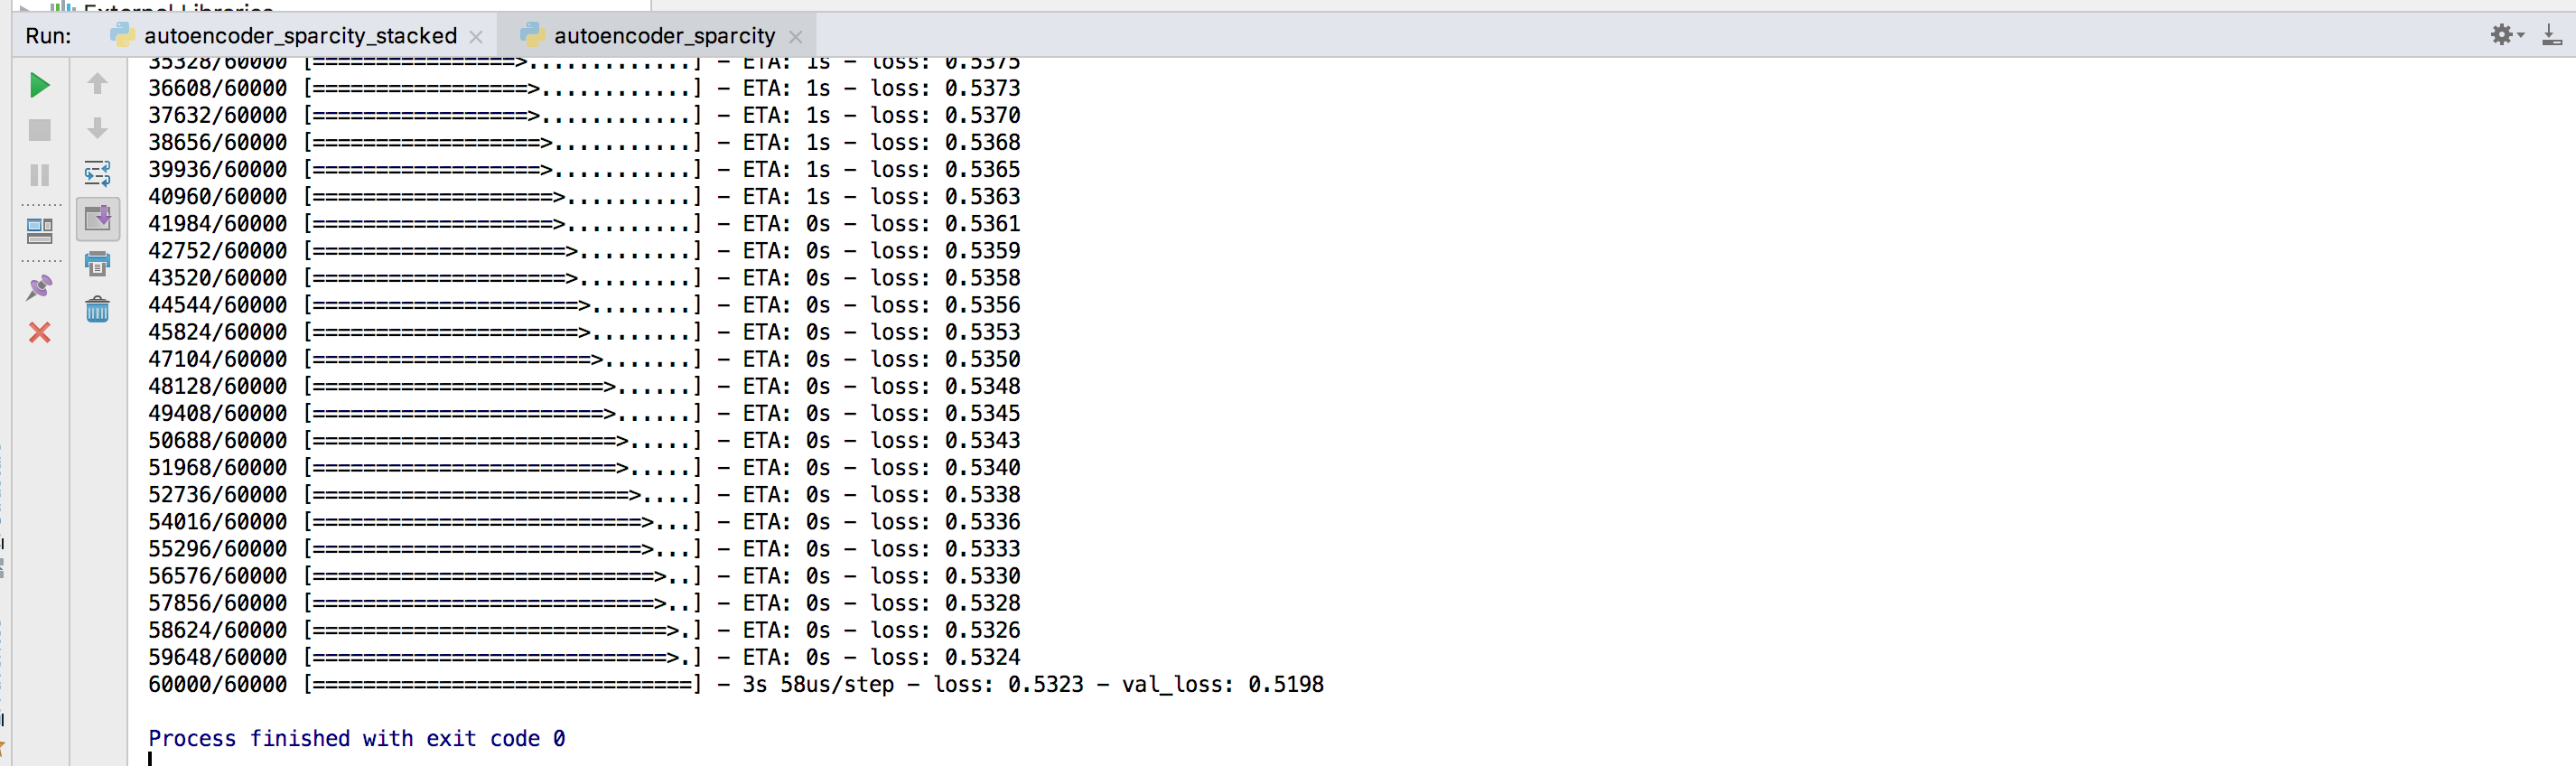 External Libraries
Run: autoencoder_sparcity_stacked autoencoder_sparcity
35328/60000 [================>.............] - ETA: 1s - loss: 0.5375
36608/60000 [=================>............] - ETA: 1s - loss: 0.5373
37632/60000 [=================>............] - ETA: 1s - loss: 0.5370
38656/60000 [==================>...........] - ETA: 1s - loss: 0.5368
39936/60000 [==================>...........] - ETA: 1s - loss: 0.5365
40960/60000 [===================>..........] - ETA: 1s - loss: 0.5363
41984/60000 [===================>..........] - ETA: 0s - loss: 0.5361
42752/60000 [====================>.........] - ETA: 0s - loss: 0.5359
43520/60000 [====================>.........] - ETA: 0s - loss: 0.5358
44544/60000 [=====================>........] - ETA: 0s - loss: 0.5356
45824/60000 [=====================>........] - ETA: 0s - loss: 0.5353
47104/60000 [======================>.......] - ETA: 0s - loss: 0.5350
48128/60000 [=======================>......] - ETA: 0s - loss: 0.5348
49408/60000 [=======================>......] - ETA: 0s - loss: 0.5345
50688/60000 [========================>.....] - ETA: 0s - loss: 0.5343
51968/60000 [========================>.....] - ETA: 0s - loss: 0.5340
52736/60000 [=========================>....] - ETA: 0s - loss: 0.5338
54016/60000 [==========================>...] - ETA: 0s - loss: 0.5336
55296/60000 [==========================>...] - ETA: 0s - loss: 0.5333
56576/60000 [===========================>..] - ETA: 0s - loss: 0.5330
57856/60000 [===========================>..] - ETA: 0s - loss: 0.5328
58624/60000 [============================>.] - ETA: 0s - loss: 0.5326
59648/60000 [============================>.] - ETA: 0s - loss: 0.5324
60000/60000 [==============================] - 3s 58us/step - loss: 0.5323 - val_loss: 0.5198
Process finished with exit code 0